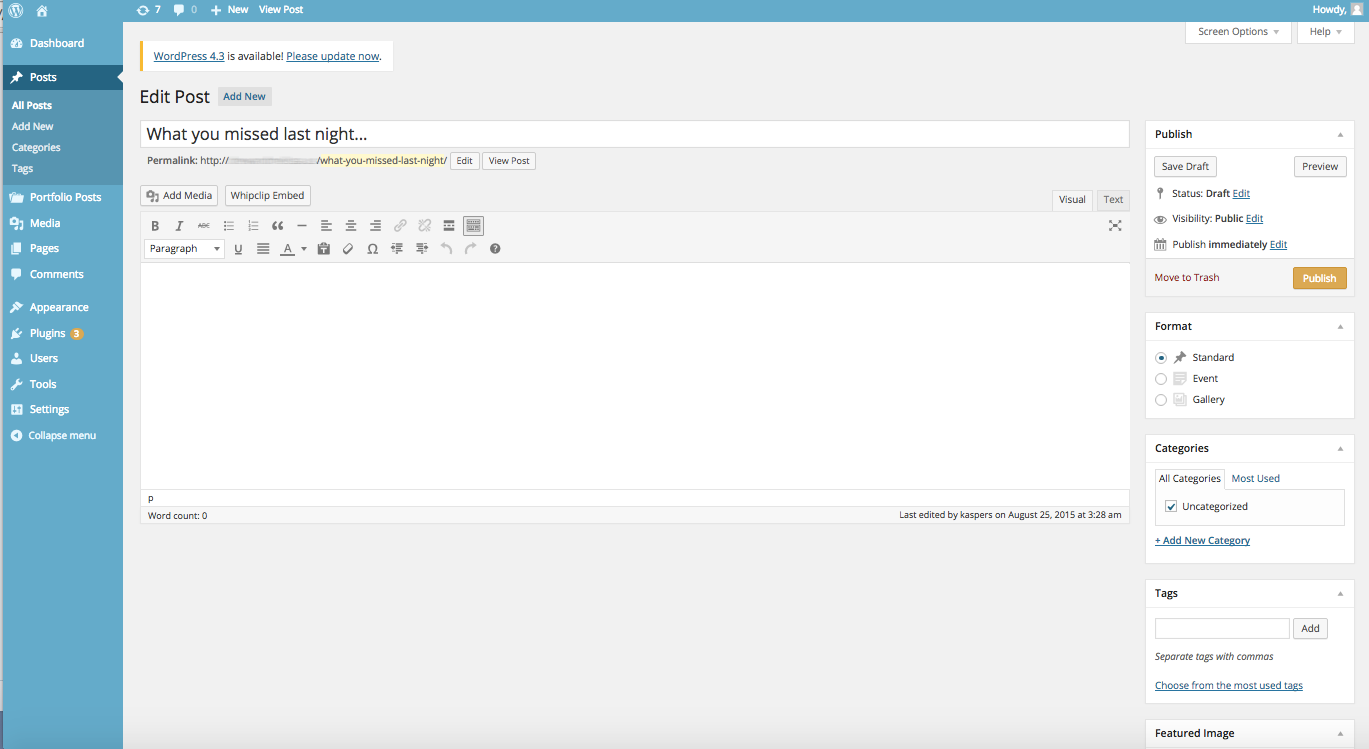 7 0 + New View Post Howdy,
Screen Options Help
Dashboard
Posts
All Posts
Add New
Categories
Tags
Portfolio Posts
Media
Pages
Comments
Appearance
Plugins 3
Users
Tools
Settings
Collapse menu
WordPress 4.3 is available! Please update now.
Edit Post Add New
What you missed last night...
Permalink: http:// /what-you-missed-last-night/ Edit View Post
Add Media Whipclip Embed
Visual Text
B I ABC
Paragraph U A Ω ?
p
Word count: 0 Last edited by kaspers on August 25, 2015 at 3:28 am
Publish
Save Draft Preview
Status: Draft Edit
Visibility: Public Edit
Publish immediately Edit
Move to Trash Publish
Format
Standard
Event
Gallery
Categories
All Categories Most Used
Uncategorized
+ Add New Category
Tags
Add
Separate tags with commas
Choose from the most used tags
Featured Image